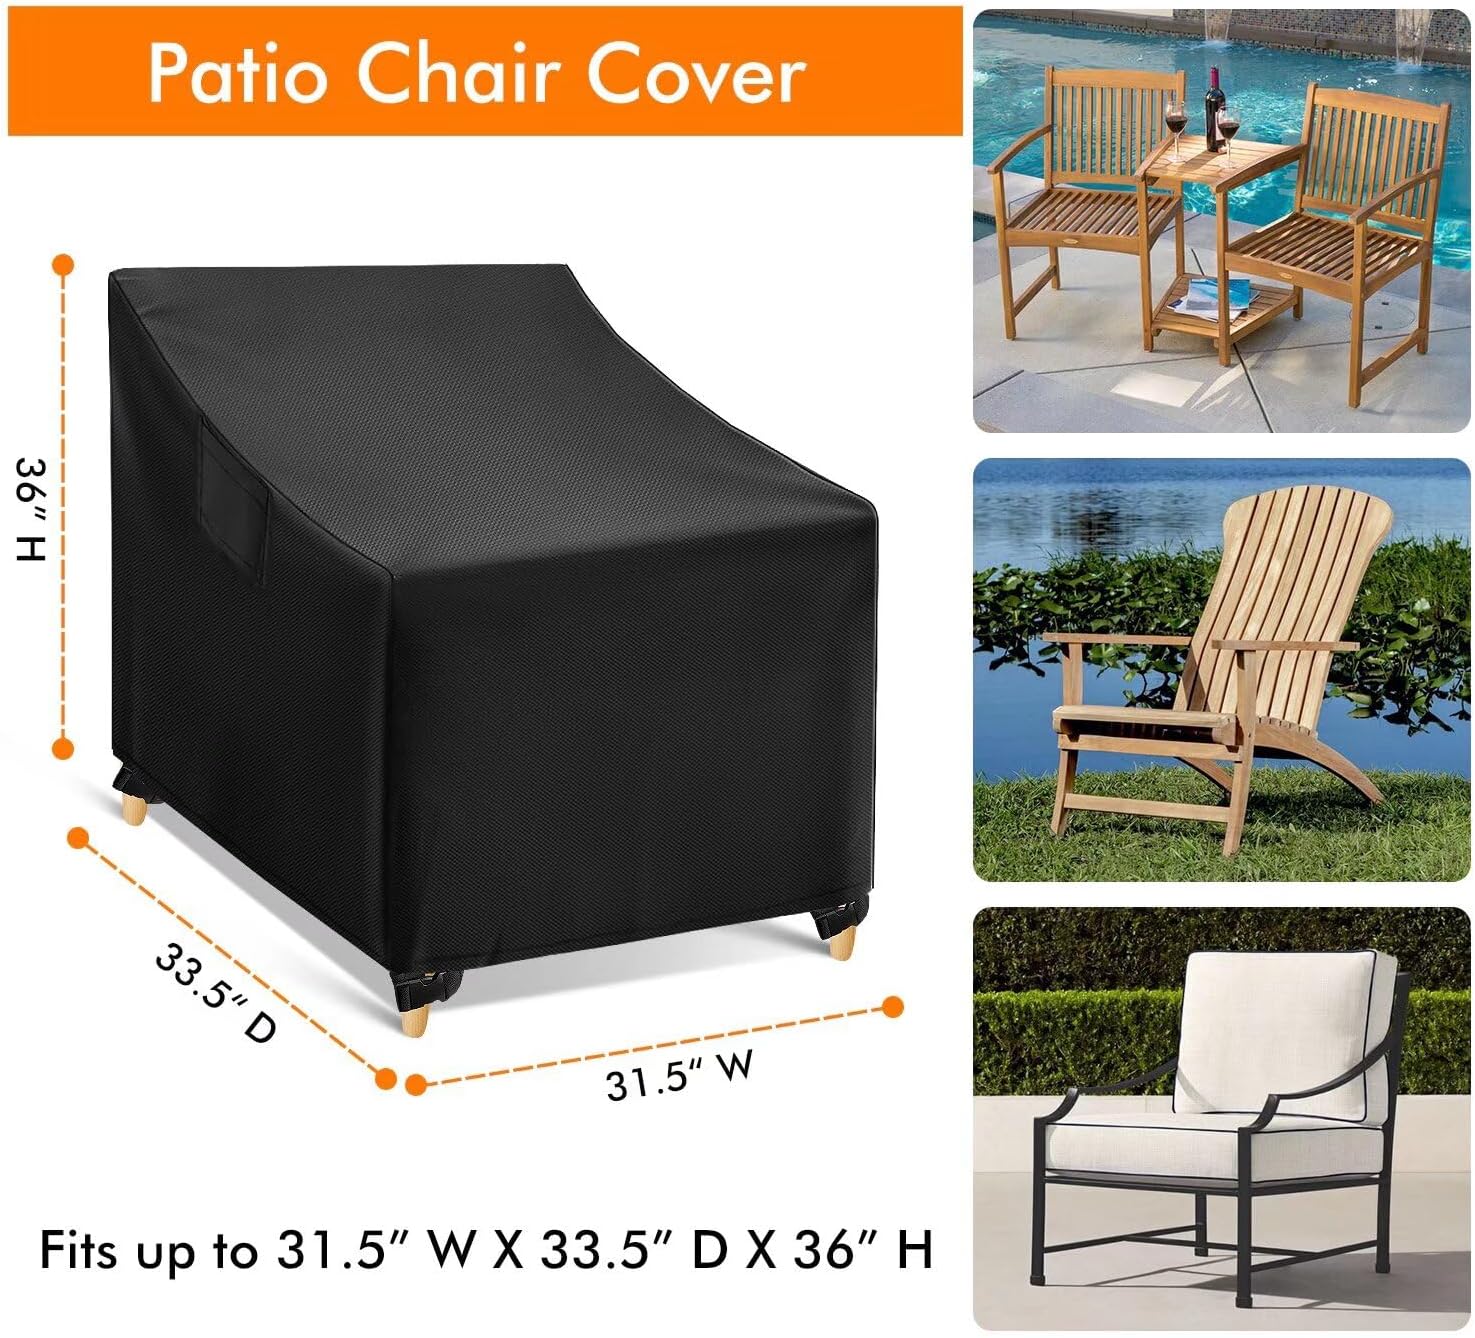 Patio Chair Cover
36" H
33.5" D
31.5" W
Fits up to 31.5" W X 33.5" D X 36" H